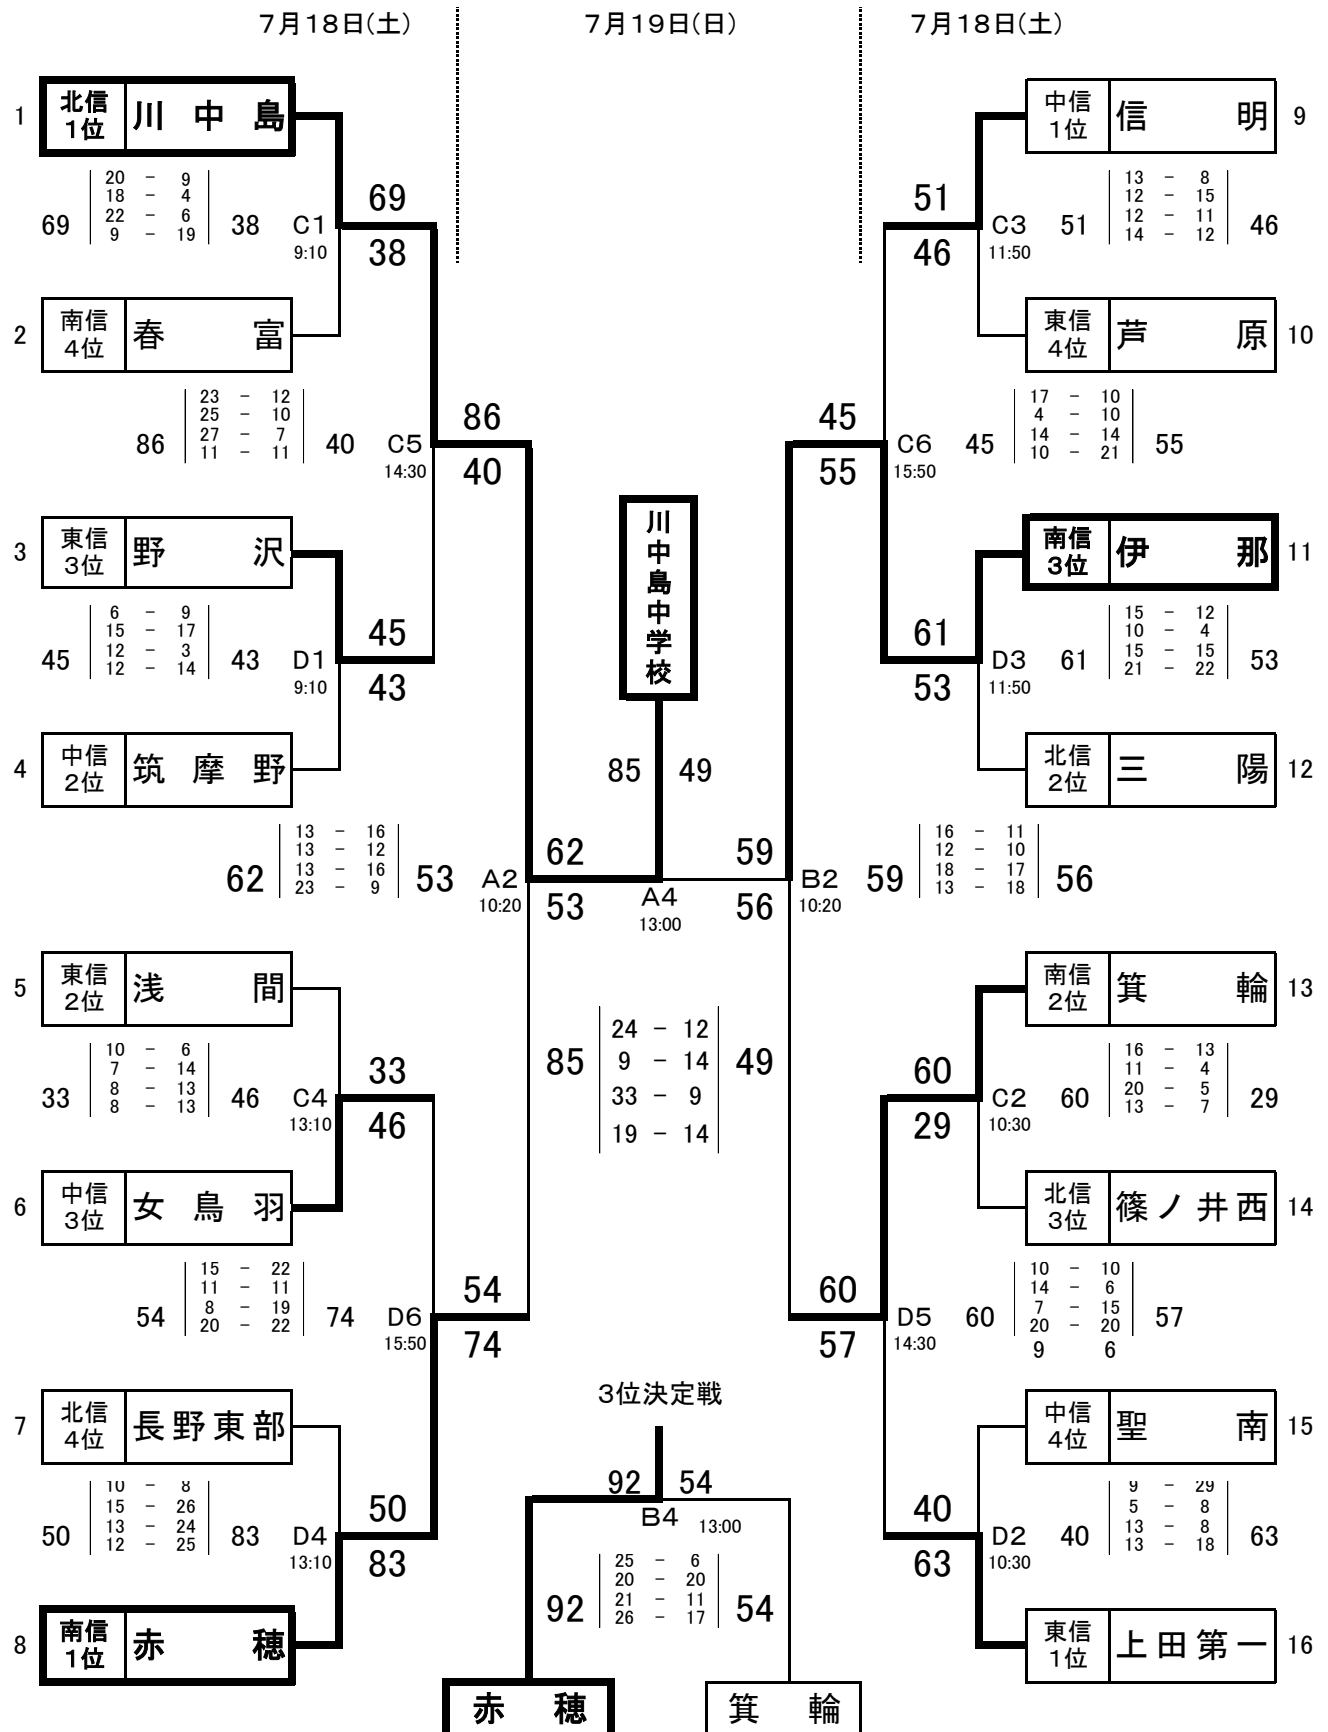 7月18日(土)
7月19日(日)
7月18日(土)
1 北信1位 川中島
20 - 9
18 - 4
22 - 6
9 - 19
69 38 C1 9:10
69
38
2 南信4位 春富
23 - 12
25 - 10
27 - 7
11 - 11
86 40 C5 14:30
86
40
3 東信3位 野沢
6 - 9
15 - 17
12 - 3
12 - 14
45 43 D1 9:10
45
43
4 中信2位 筑摩野
13 - 16
13 - 12
13 - 16
23 - 9
62 53 A2 10:20
62
53
5 東信2位 浅間
10 - 6
7 - 14
8 - 13
8 - 13
33 46 C4 13:10
33
46
6 中信3位 女鳥羽
15 - 22
11 - 11
8 - 19
20 - 22
54 74 D6 15:50
54
74
7 北信4位 長野東部
10 - 8
15 - 26
13 - 24
12 - 25
50 83 D4 13:10
50
83
8 南信1位 赤穂
川中島中学校
85 49
A4
13:00
24 - 12
9 - 14
33 - 9
19 - 14
85 49
3位決定戦
92 54
B4 13:00
25 - 6
20 - 20
21 - 11
26 - 17
92 54
赤穂
箕輪
中信1位 信明 9
13 - 8
12 - 15
12 - 11
14 - 12
51
46
C3 11:50 51 46
東信4位 芦原 10
17 - 10
4 - 10
14 - 14
10 - 21
45
55
C6 15:50 45 55
南信3位 伊那 11
15 - 12
10 - 4
15 - 15
21 - 22
61
53
D3 11:50 61 53
北信2位 三陽 12
16 - 11
12 - 10
18 - 17
13 - 18
59
56
B2 10:20 59 56
南信2位 箕輪 13
16 - 13
11 - 4
20 - 5
13 - 7
60
29
C2 10:30 60 29
北信3位 篠ノ井西 14
10 - 10
14 - 6
7 - 15
20 - 20
9 6
60
57
D5 14:30 60 57
中信4位 聖南 15
9 - 29
5 - 8
13 - 8
13 - 18
40
63
D2 10:30 40 63
東信1位 上田第一 16